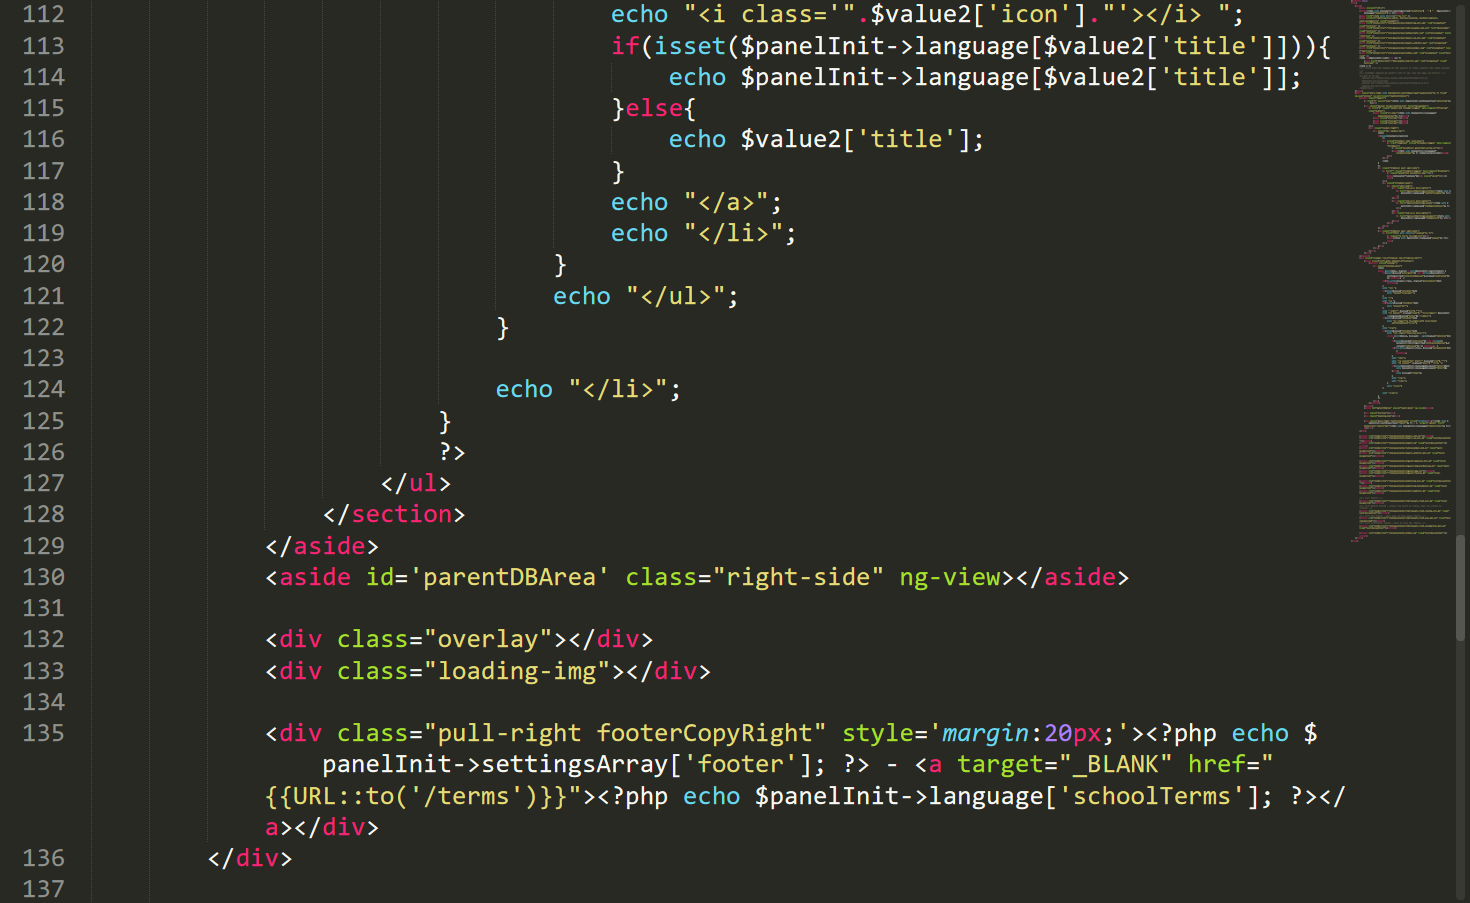 112 echo "<i class='".$value2['icon']."'></i> ";
113 if(isset($panelInit->language[$value2['title']])){
114 echo $panelInit->language[$value2['title']];
115 }else{
116 echo $value2['title'];
117 }
118 echo "</a>";
119 echo "</li>";
120 }
121 echo "</ul>";
122 }
123
124 echo "</li>";
125 }
126 ?>
127 </ul>
128 </section>
129 </aside>
130 <aside id='parentDBArea' class="right-side" ng-view></aside>
131
132 <div class="overlay"></div>
133 <div class="loading-img"></div>
134
135 <div class="pull-right footerCopyRight" style='margin:20px;'><?php echo $
panelInit->settingsArray['footer']; ?> - <a target="_BLANK" href="
{{URL::to('/terms')}}"><?php echo $panelInit->language['schoolTerms']; ?></
a></div>
136 </div>
137